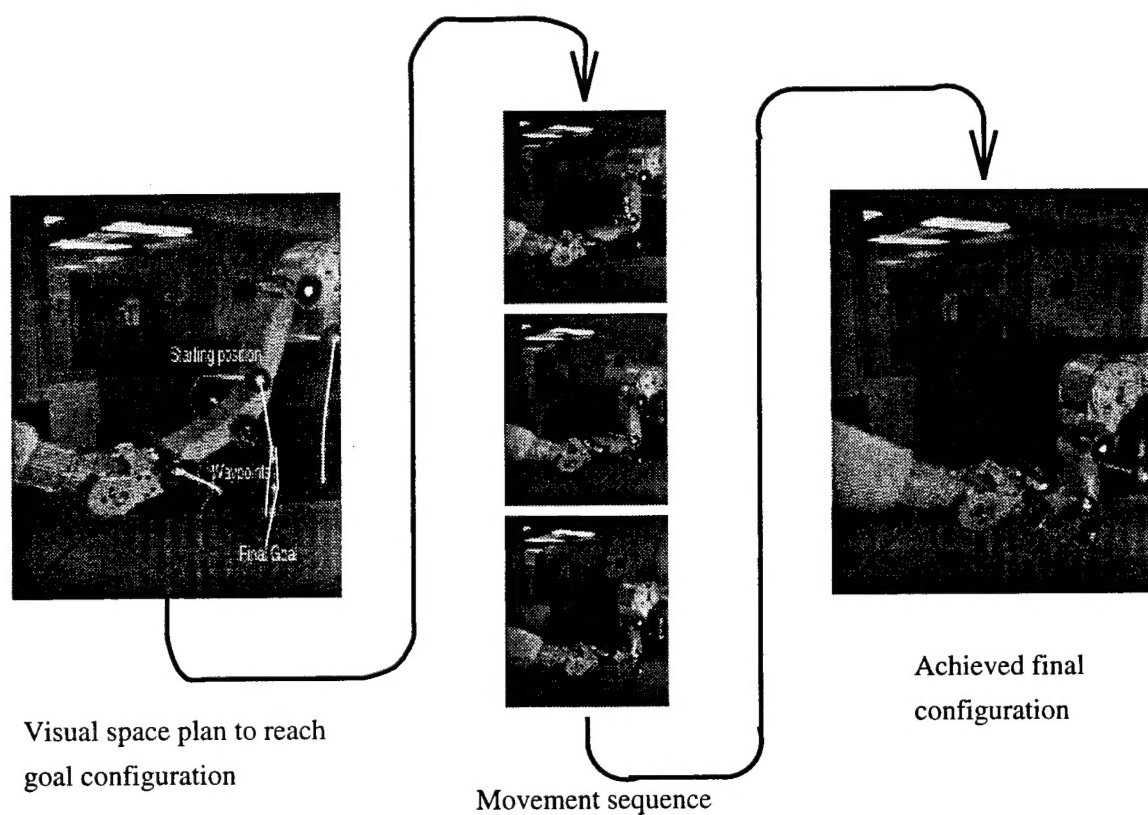 Starting position
Waypoints
Final Goal
Visual space plan to reach
goal configuration
Movement sequence
Achieved final
configuration